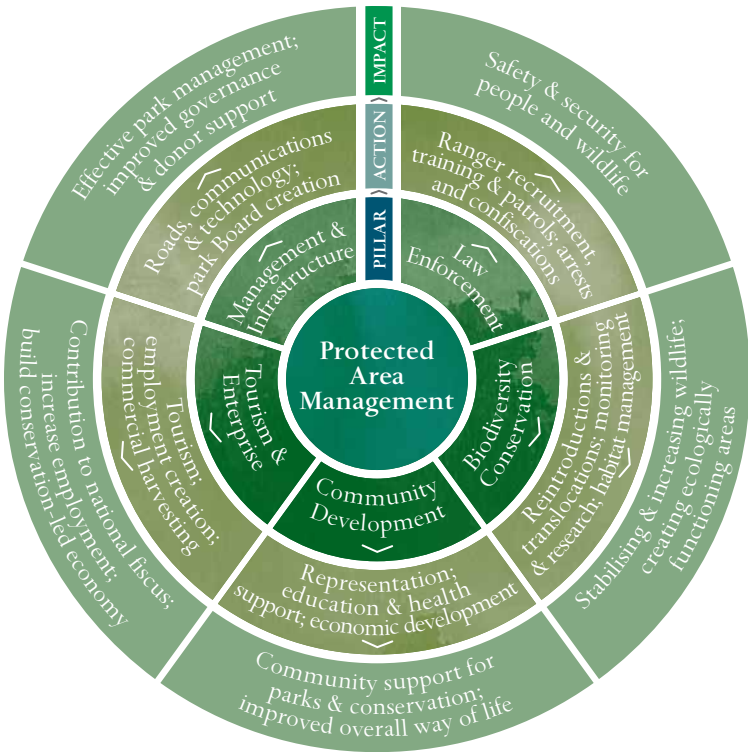 IMPACT
ACTION
PILLAR
Protected
Area
Management
Law
Enforcement
Ranger recruitment,
training & patrols; arrests
and confiscations
Safety & security for
people and wildlife
Biodiversity
Conservation
Reintroductions &
translocations; monitoring
& research; habitat management
Stabilising & increasing wildlife;
creating ecologically
functioning areas
Community
Development
Representation;
education & health
support; economic development
Community support for
parks & conservation;
improved overall way of life
Tourism &
Enterprise
Tourism;
employment creation;
commercial harvesting
Contribution to national fiscus;
increase employment;
build conservation-led economy
Management &
Infrastructure
Roads, communications
& technology;
park Board creation
Effective park management;
improved governance
& donor support